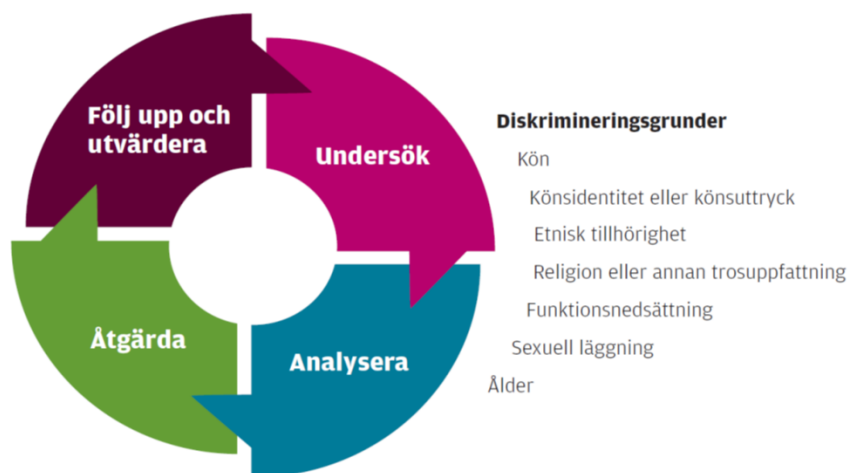 Följ upp och
utvärdera
Undersök
Åtgärda
Analysera
Diskrimineringsgrunder
Kön
Könsidentitet eller könsuttryck
Etnisk tillhörighet
Religion eller annan trosuppfattning
Funktionsnedsättning
Sexuell läggning
Ålder